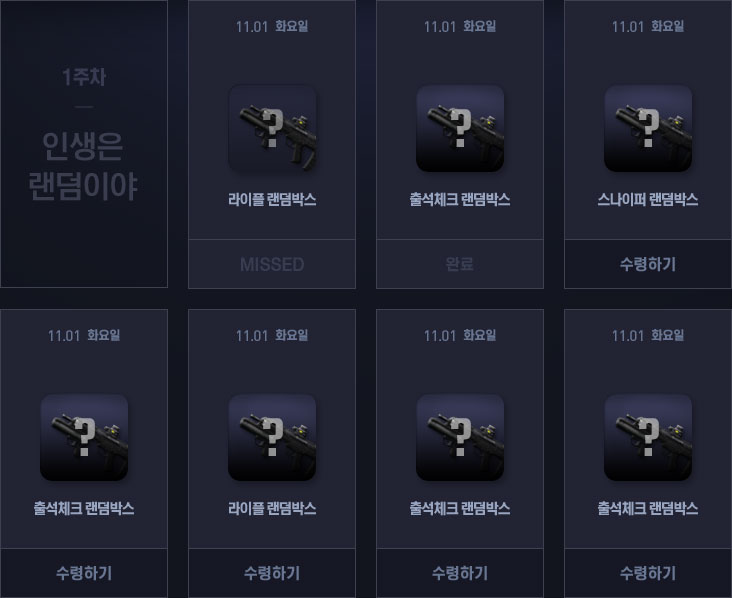 1주차
인생은
랜덤이야
11.01 화요일
라이플 랜덤박스
MISSED
11.01 화요일
출석체크 랜덤박스
완료
11.01 화요일
스나이퍼 랜덤박스
수령하기
11.01 화요일
출석체크 랜덤박스
수령하기
11.01 화요일
라이플 랜덤박스
수령하기
11.01 화요일
출석체크 랜덤박스
수령하기
11.01 화요일
출석체크 랜덤박스
수령하기